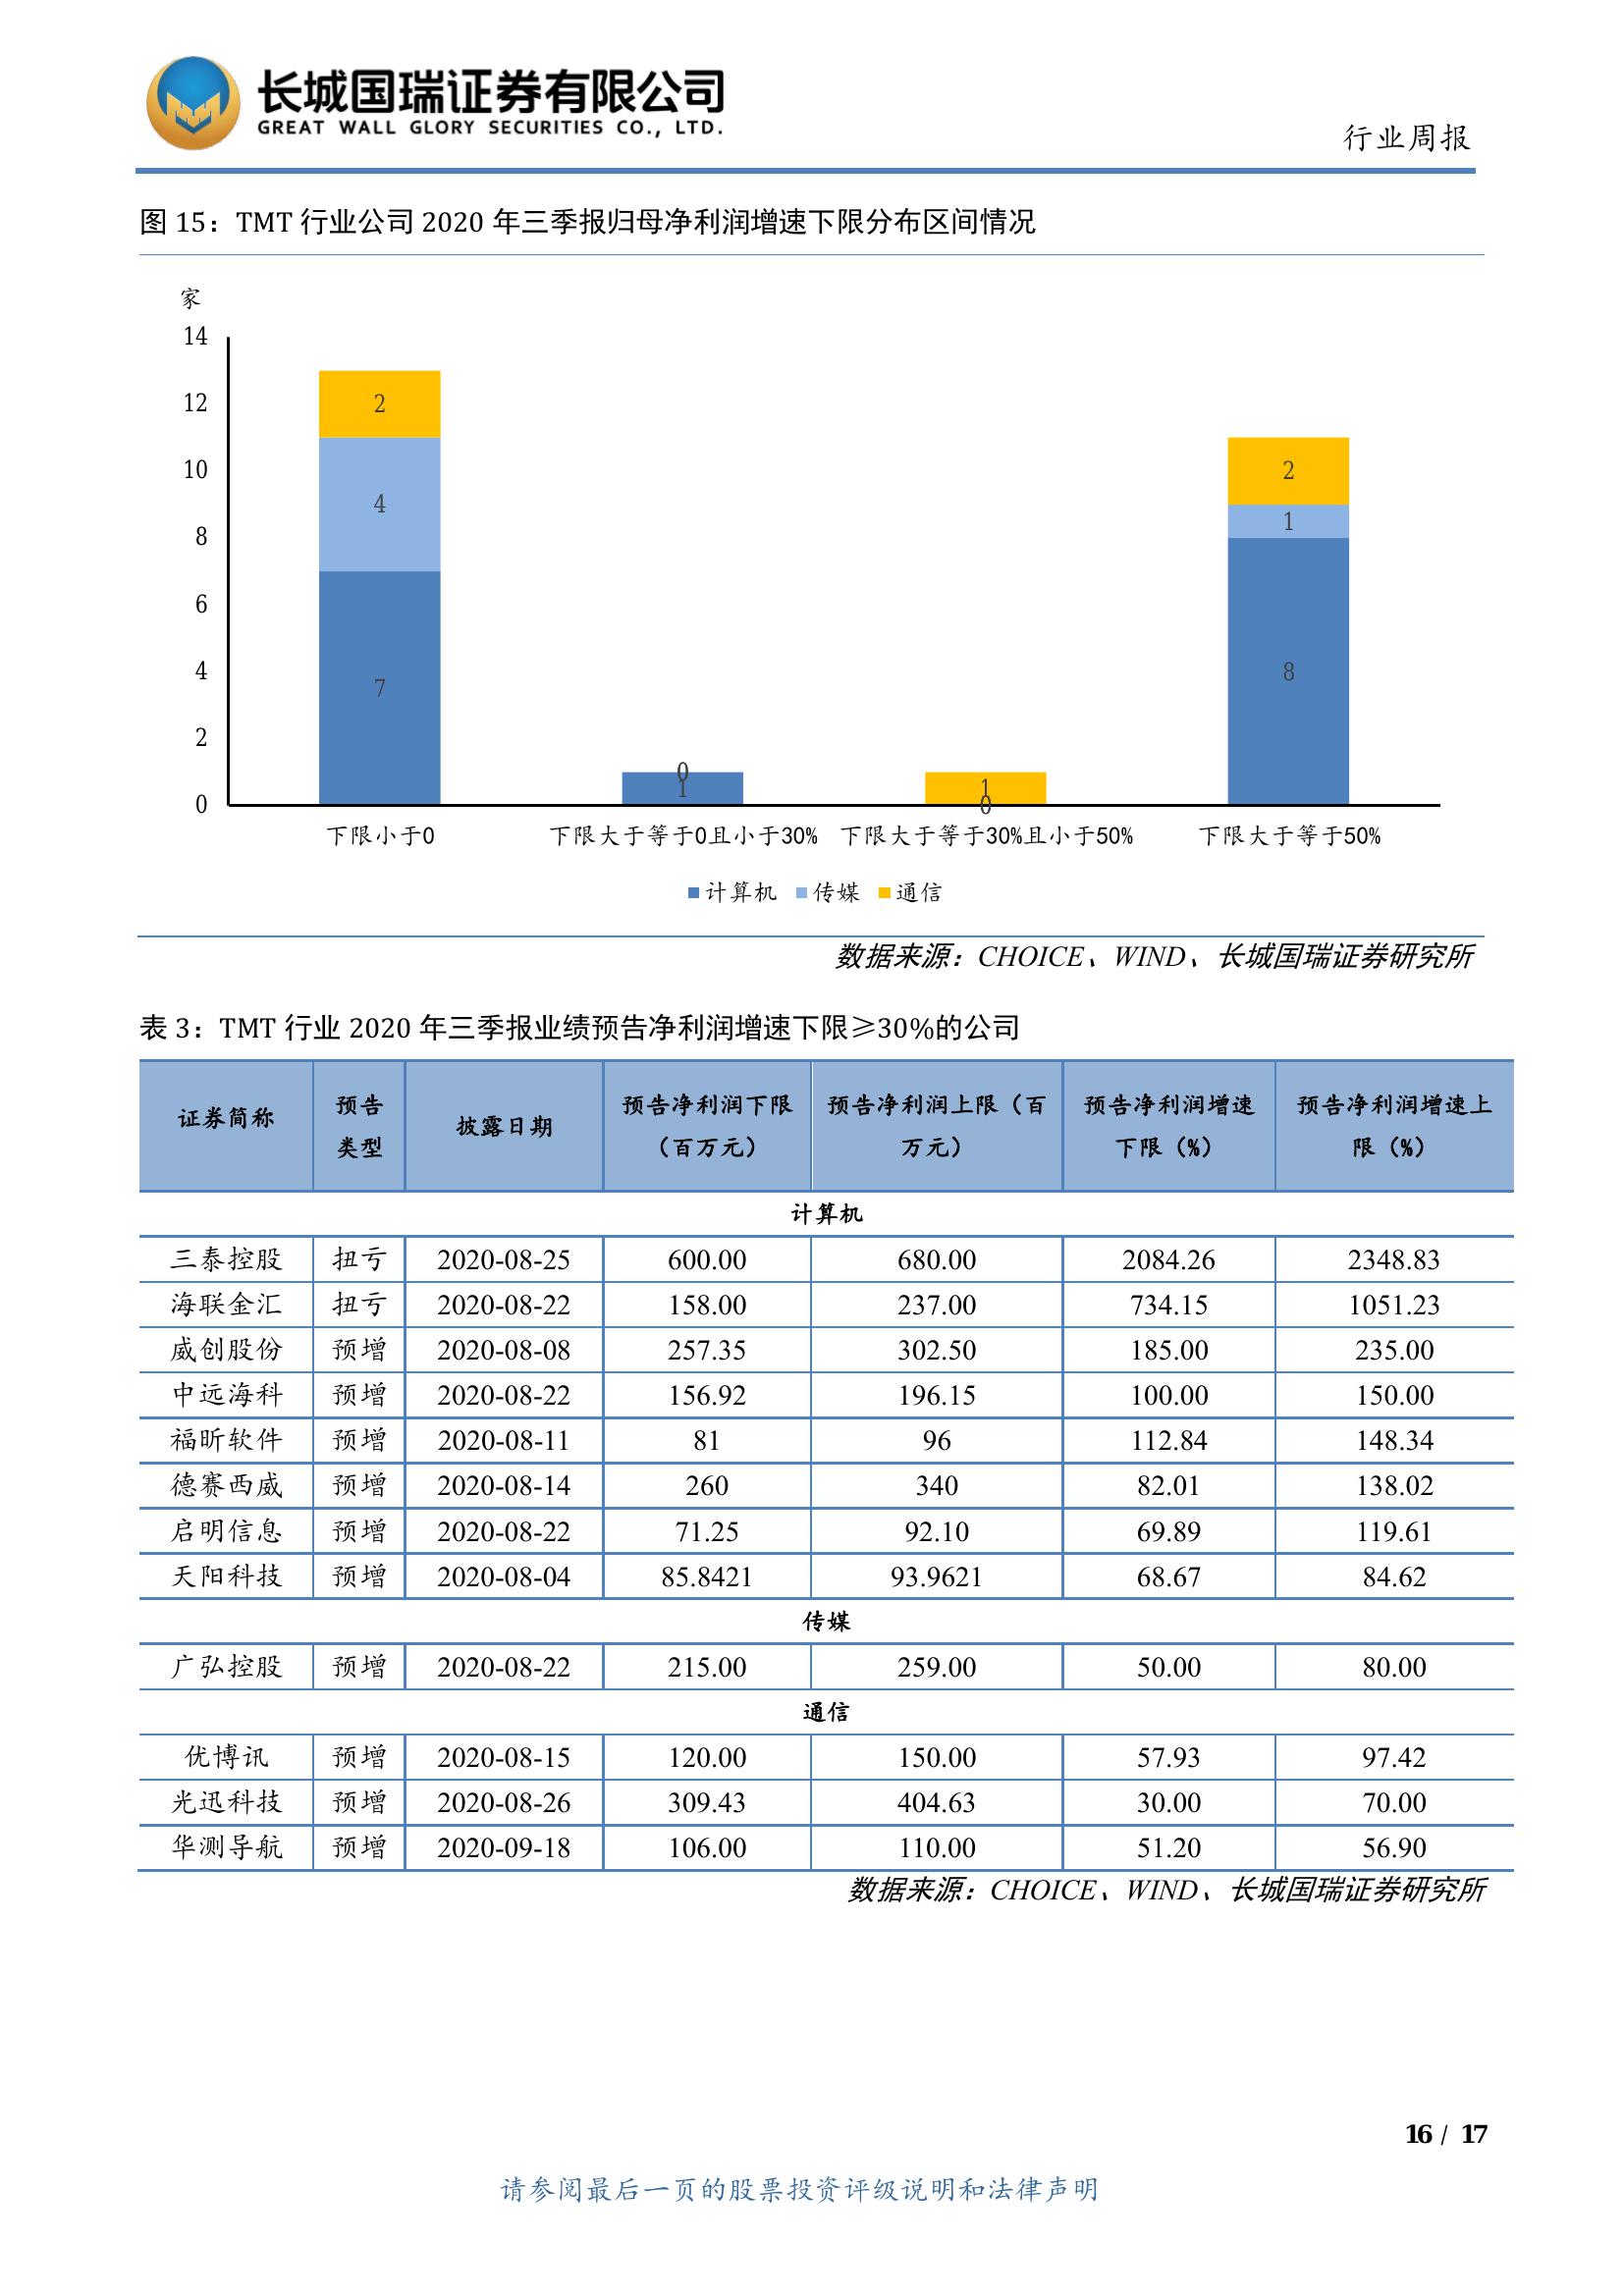 长城国瑞证券有限公司
GREAT WALL GLORY SECURITIES CO., LTD.
行业周报
图 15：TMT 行业公司 2020 年三季报归母净利润增速下限分布区间情况
家
14
12
10
8
6
4
2
0
2
4
7
0
1
1
0
2
1
8
下限小于0 下限大于等于0且小于30% 下限大于等于30%且小于50% 下限大于等于50%
计算机 传媒 通信
数据来源：CHOICE、WIND、长城国瑞证券研究所
表 3：TMT 行业 2020 年三季报业绩预告净利润增速下限≥30%的公司
证券简称 预告类型 披露日期 预告净利润下限（百万元） 预告净利润上限（百万元） 预告净利润增速下限（%） 预告净利润增速上限（%）
计算机
三泰控股 扭亏 2020-08-25 600.00 680.00 2084.26 2348.83
海联金汇 扭亏 2020-08-22 158.00 237.00 734.15 1051.23
威创股份 预增 2020-08-08 257.35 302.50 185.00 235.00
中远海科 预增 2020-08-22 156.92 196.15 100.00 150.00
福昕软件 预增 2020-08-11 81 96 112.84 148.34
德赛西威 预增 2020-08-14 260 340 82.01 138.02
启明信息 预增 2020-08-22 71.25 92.10 69.89 119.61
天阳科技 预增 2020-08-04 85.8421 93.9621 68.67 84.62
传媒
广弘控股 预增 2020-08-22 215.00 259.00 50.00 80.00
通信
优博讯 预增 2020-08-15 120.00 150.00 57.93 97.42
光迅科技 预增 2020-08-26 309.43 404.63 30.00 70.00
华测导航 预增 2020-09-18 106.00 110.00 51.20 56.90
数据来源：CHOICE、WIND、长城国瑞证券研究所
16 / 17
请参阅最后一页的股票投资评级说明和法律声明